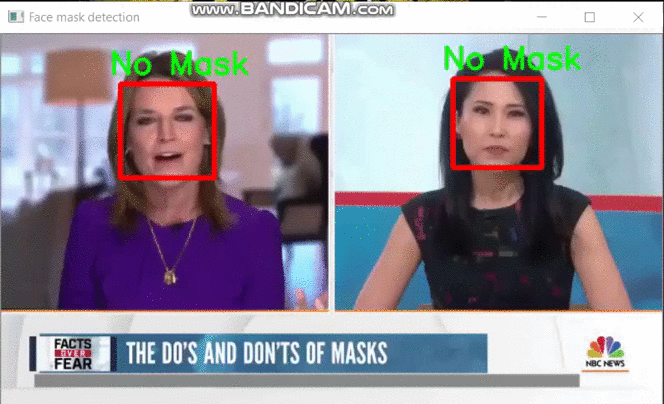 www.BANDICAM.com
Face mask detection
No Mask
No Mask
FACTS
OVER
FEAR
THE DO'S AND DON'TS OF MASKS
NBC NEWS